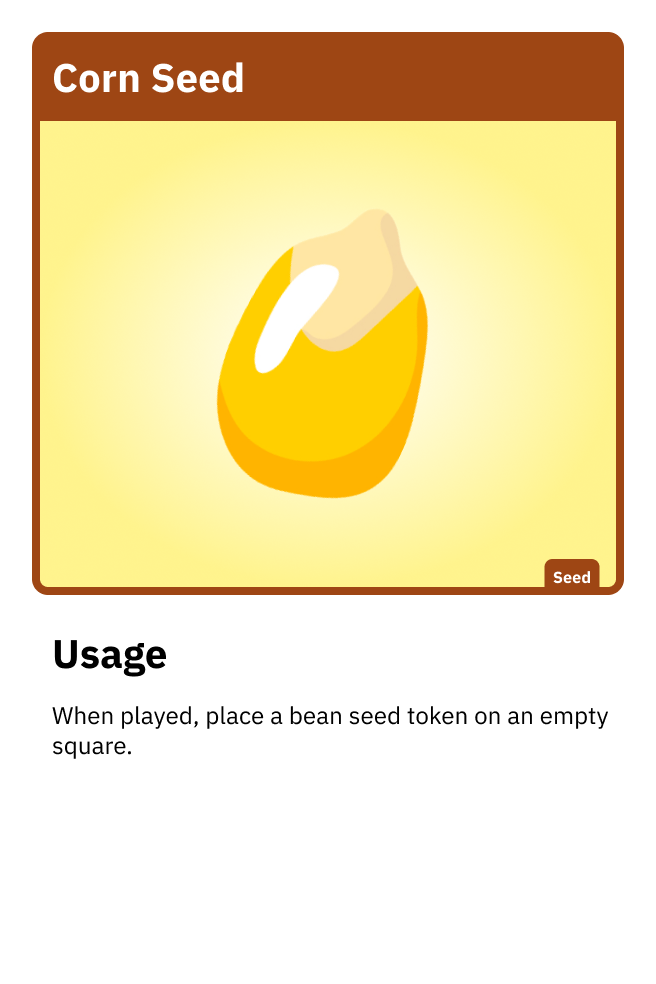 Corn Seed
Seed
Usage
When played, place a bean seed token on an empty
square.